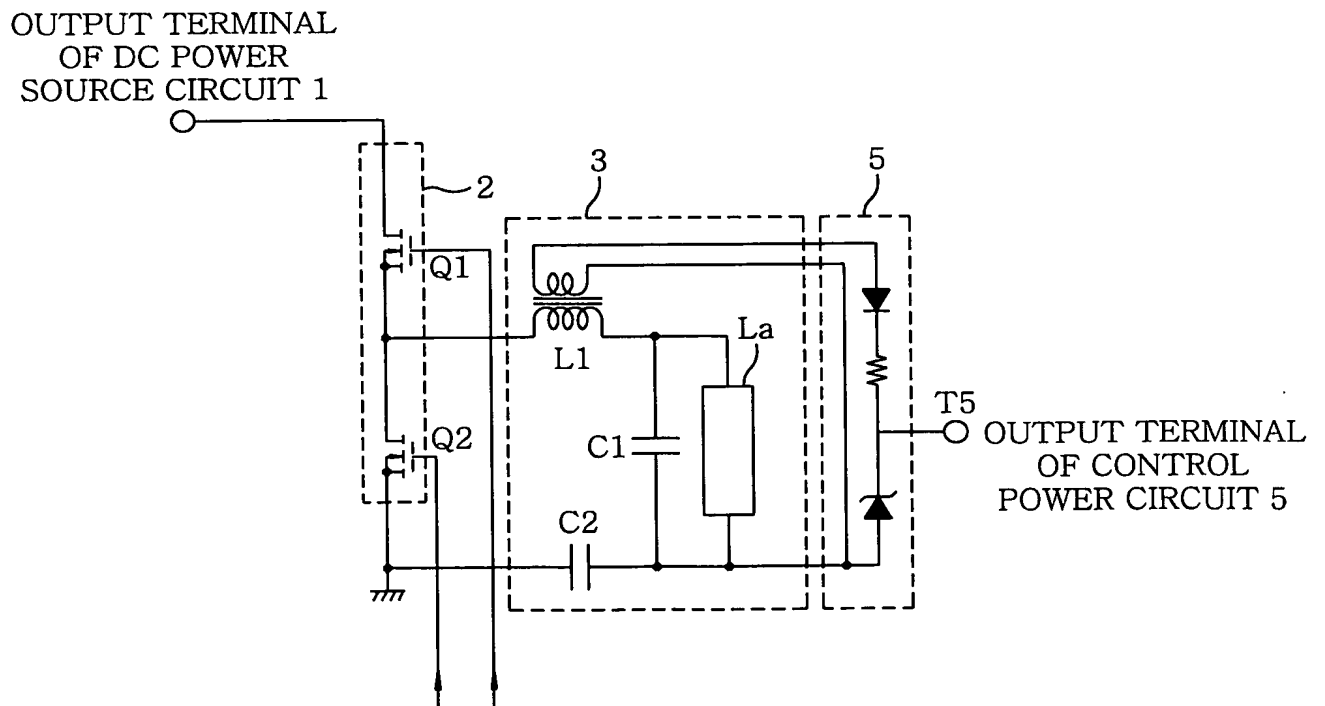 OUTPUT TERMINAL
OF DC POWER
SOURCE CIRCUIT 1
2
3
5
Q1
L1
La
T5
Q2
C1
OUTPUT TERMINAL
OF CONTROL
POWER CIRCUIT 5
C2